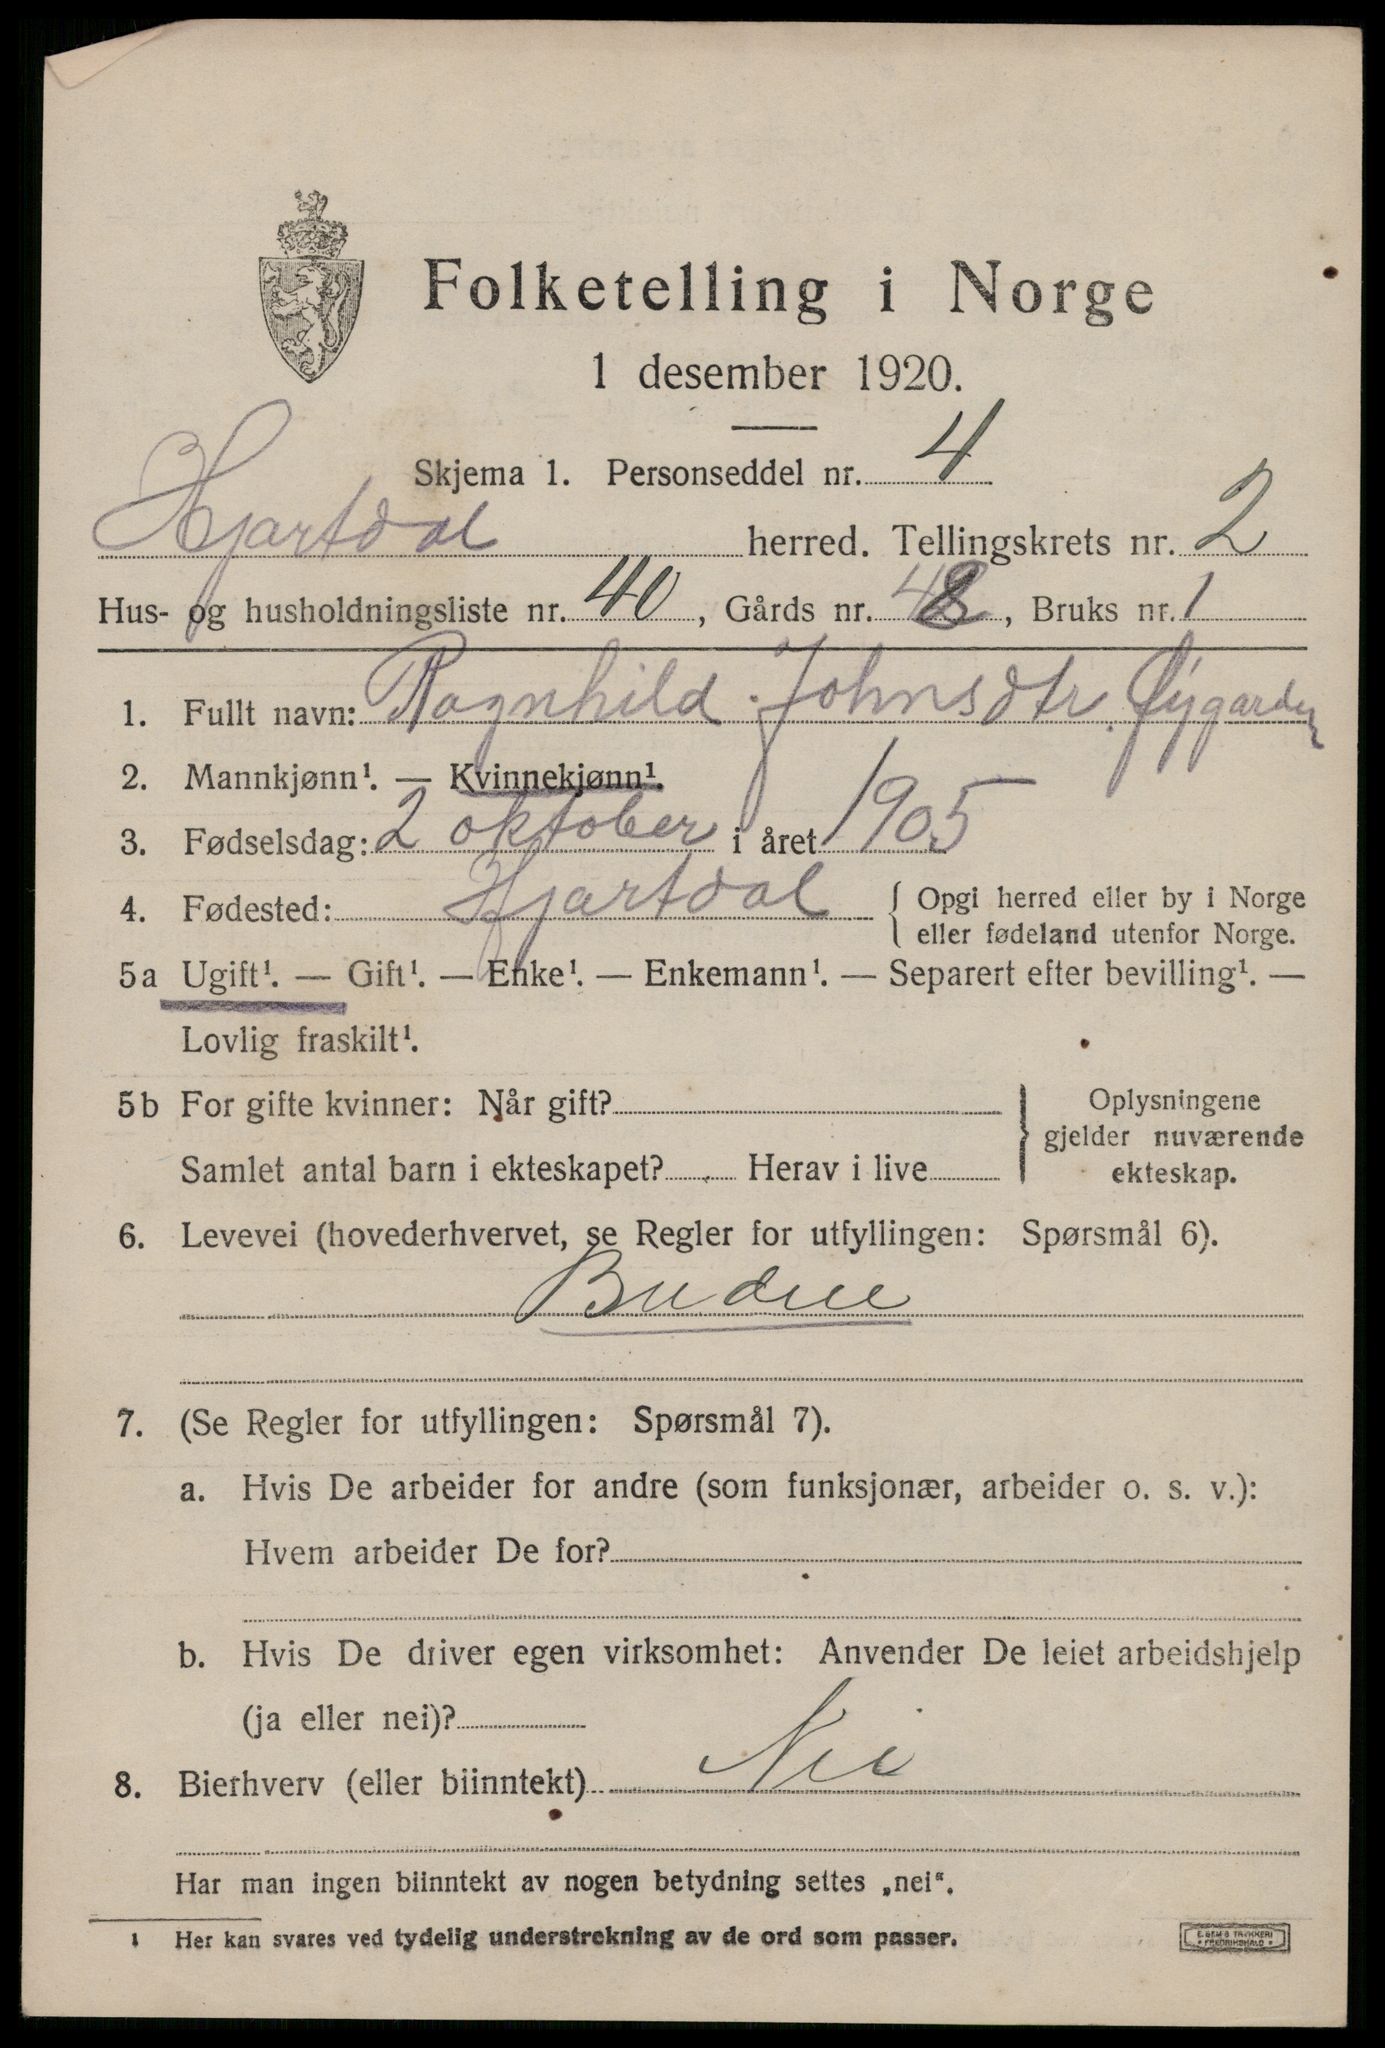 Folketelling i Norge
1 desember 1920.
Skjema 1. Personseddel nr. 4
Hjartdal herred. Tellingskrets nr. 2
Hus- og husholdningsliste nr. 40, Gårds nr. 48, Bruks nr. 1
1. Fullt navn: Ragnhild Johnsdtr. Øygarden
2. Mannkjønn¹. — Kvinnekjønn¹.
3. Fødselsdag: 2 oktober i året 1905
4. Fødested: Hjartdal { Opgi herred eller by i Norge
eller fødeland utenfor Norge.
5a Ugift¹. — Gift¹. — Enke¹. — Enkemann¹. — Separert efter bevilling¹. —
Lovlig fraskilt¹.
5b For gifte kvinner: Når gift?
Samlet antal barn i ekteskapet? Herav i live
} Oplysningene
gjelder nuværende
ekteskap.
6. Levevei (hovederhvervet, se Regler for utfyllingen: Spørsmål 6).
Budeie
7. (Se Regler for utfyllingen: Spørsmål 7).
a. Hvis De arbeider for andre (som funksjonær, arbeider o. s. v.):
Hvem arbeider De for?
b. Hvis De driver egen virksomhet: Anvender De leiet arbeidshjelp
(ja eller nei)?
8. Bierhverv (eller biinntekt) Nei
Har man ingen biinntekt av nogen betydning settes „nei“.
1 Her kan svares ved tydelig understrekning av de ord som passer.
E. SEM'S TRYKKERI
• FREDRIKSHALD •